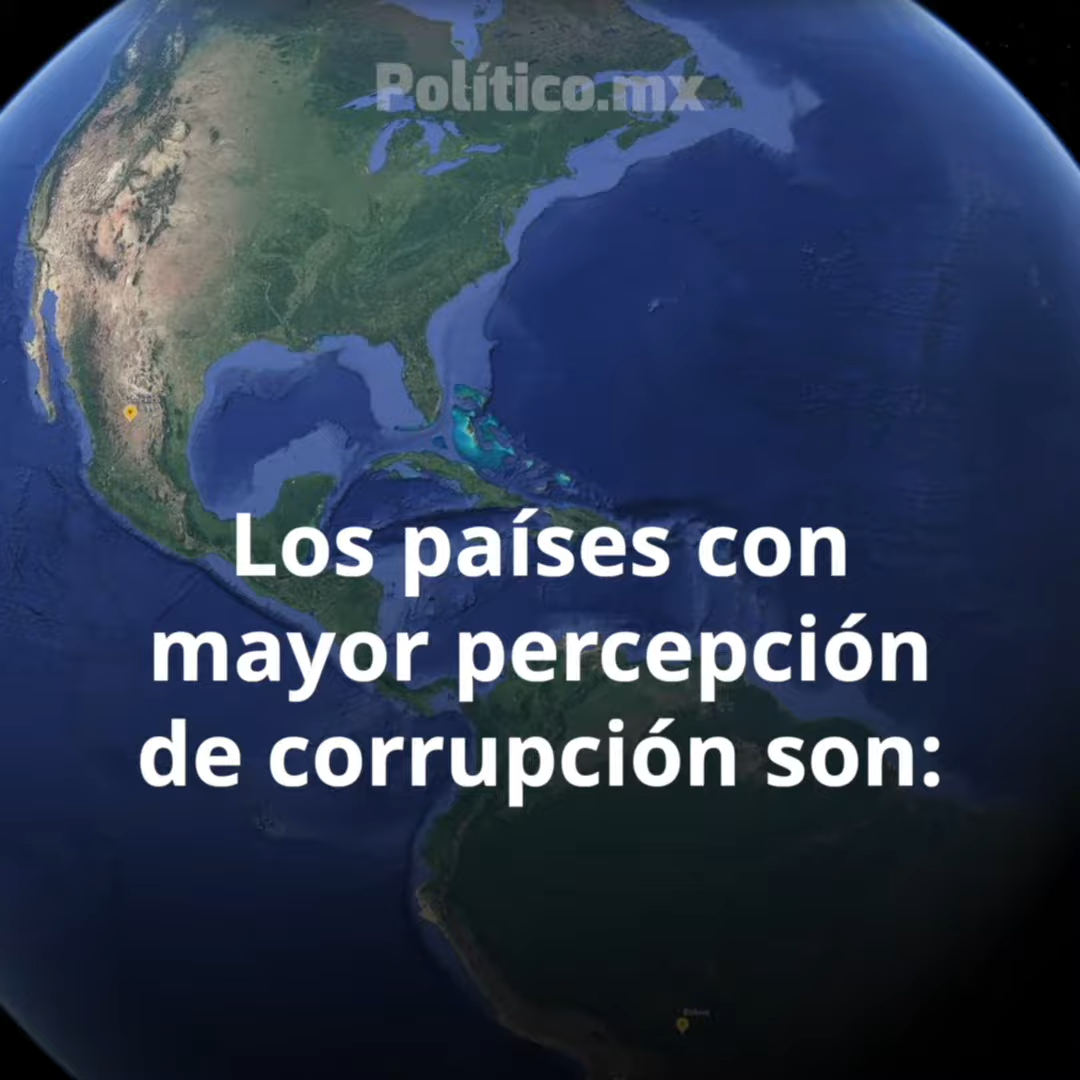 Político.mx
Los países con
mayor percepción
de corrupción son: